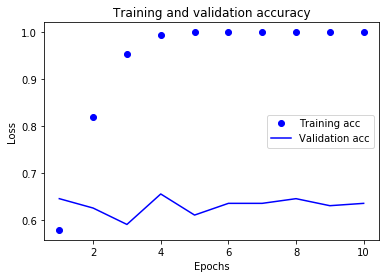 Training and validation accuracy
1.0
0.9
0.8
0.7
0.6
Loss
Training acc
Validation acc
2
4
6
8
10
Epochs